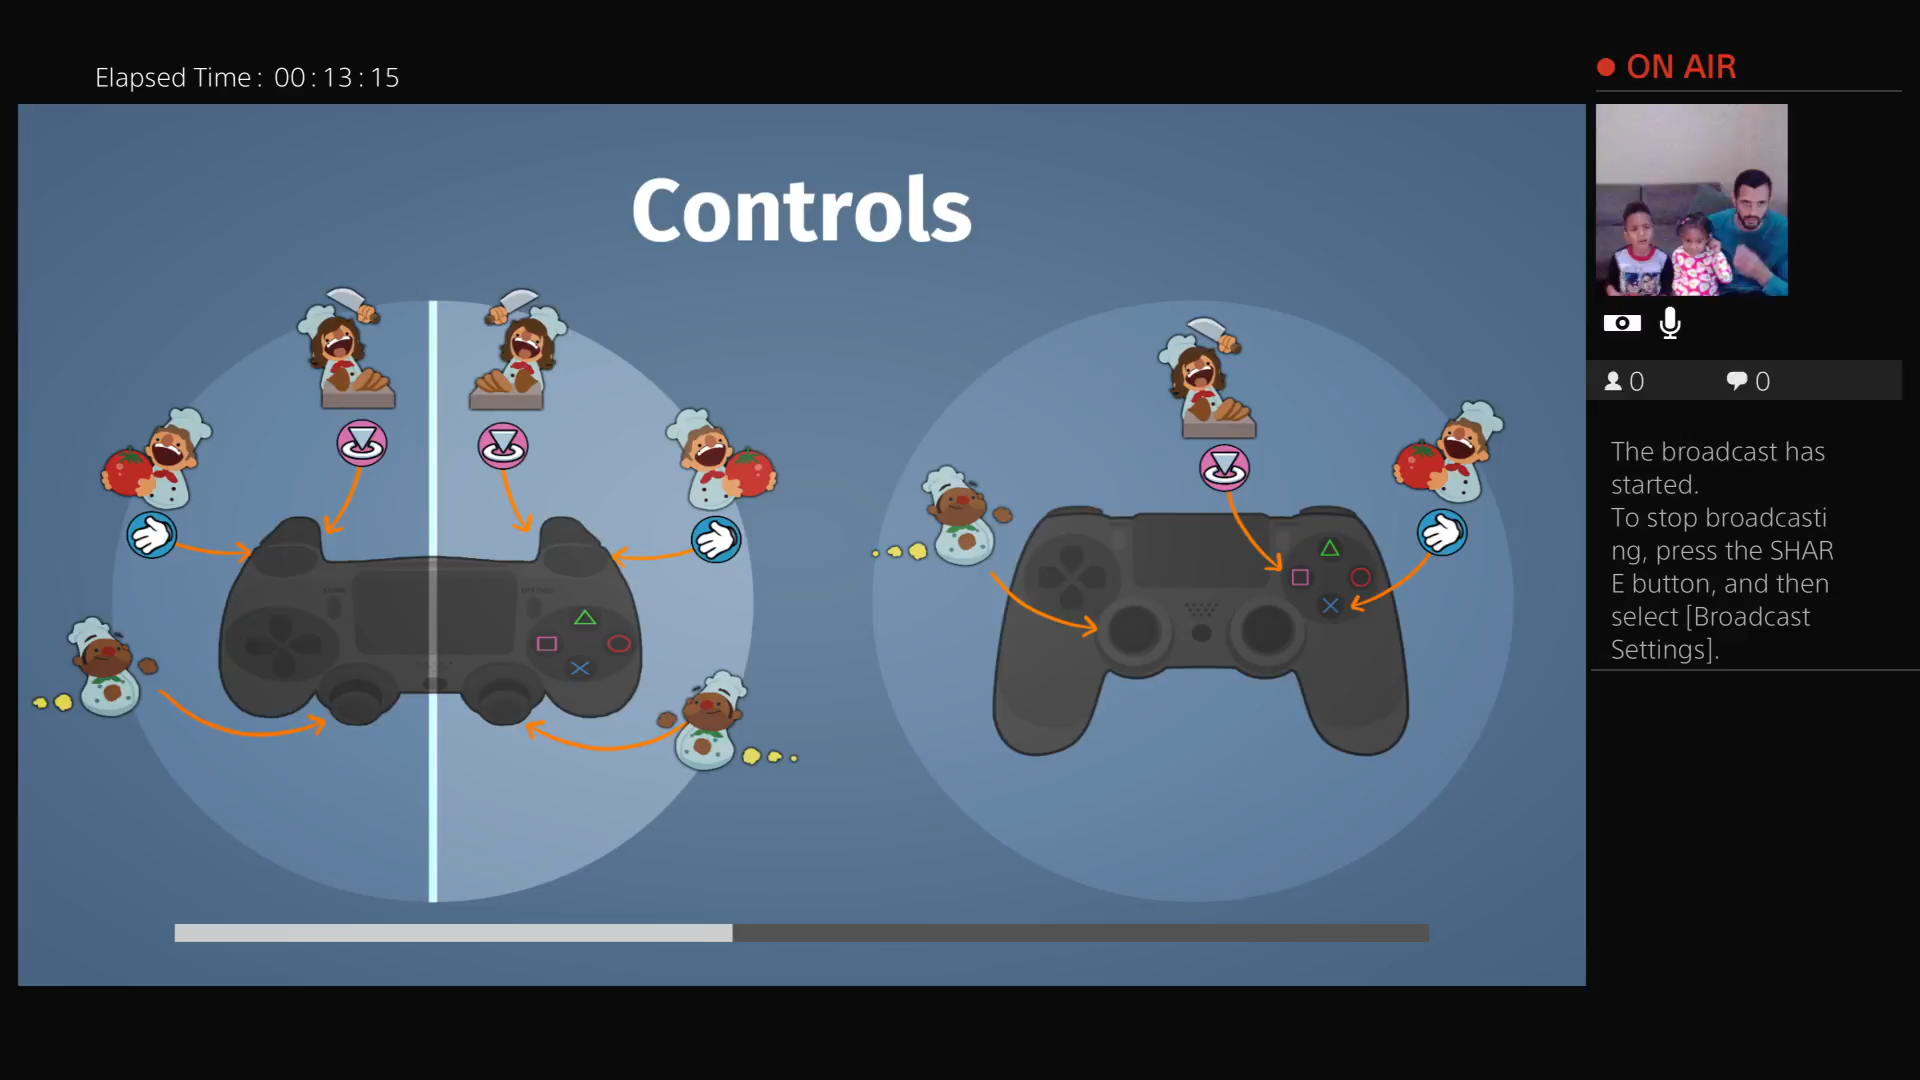 Elapsed Time: 00:13:15
ON AIR
Controls
0 0
The broadcast has
started.
To stop broadcasti
ng, press the SHAR
E button, and then
select [Broadcast
Settings].